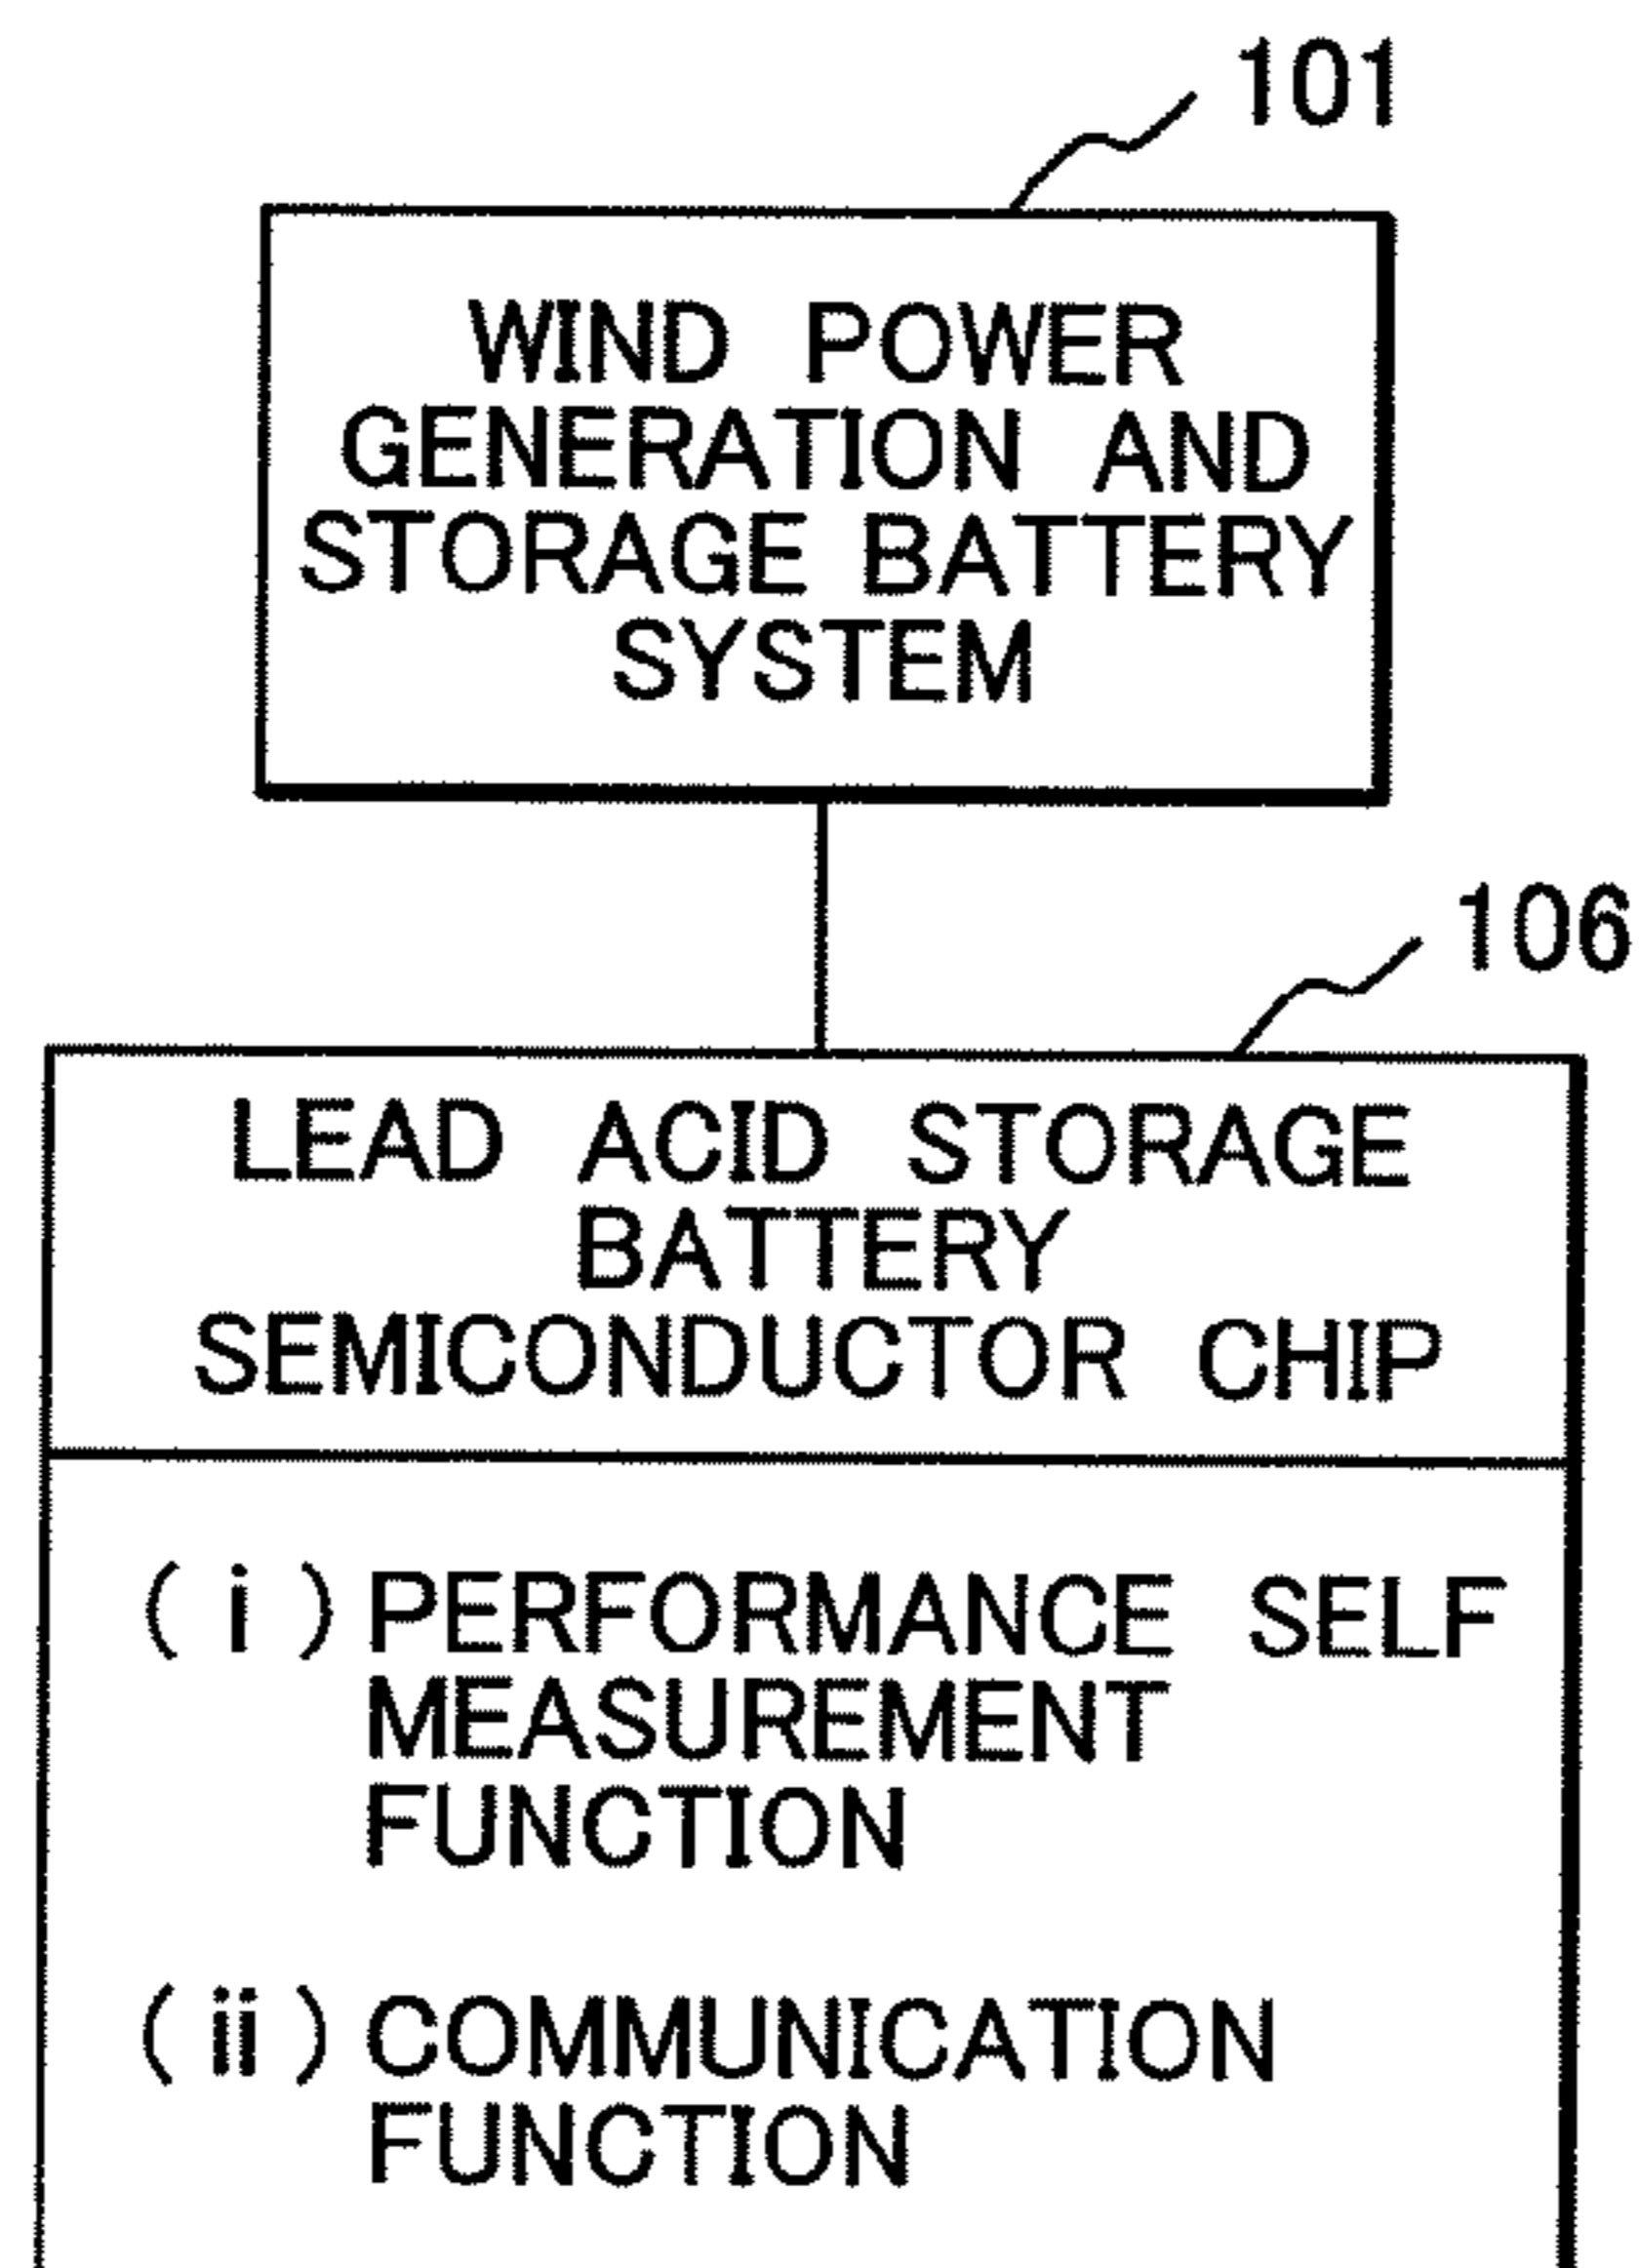 101
WIND POWER
GENERATION AND
STORAGE BATTERY
SYSTEM
106
LEAD ACID STORAGE
BATTERY
SEMICONDUCTOR CHIP
(i) PERFORMANCE SELF
MEASUREMENT
FUNCTION
(ii) COMMUNICATION
FUNCTION